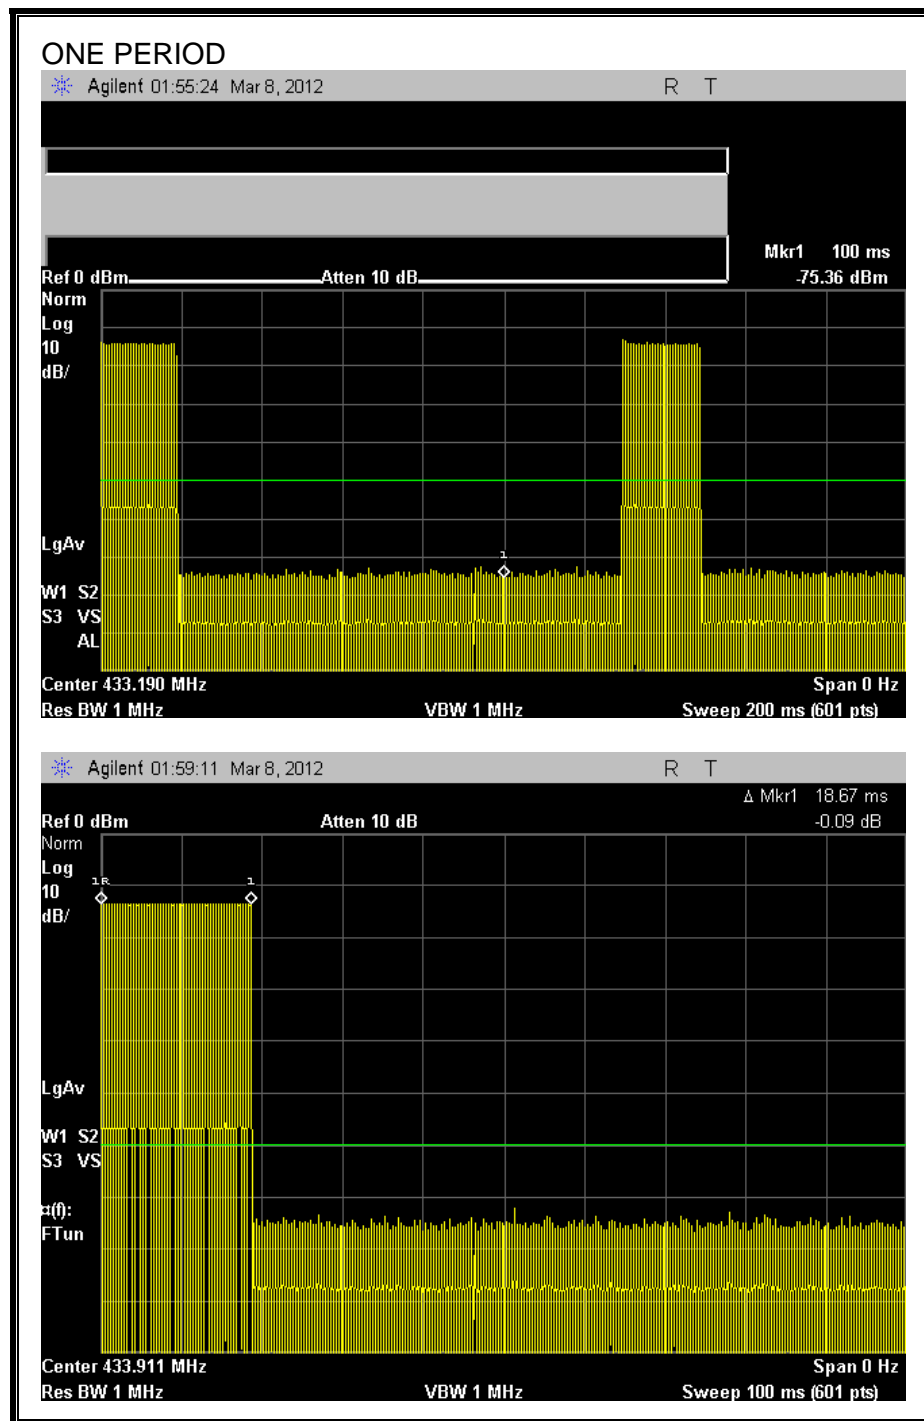 ONE PERIOD
Agilent 01:55:24 Mar 8, 2012 R T
Mkr1 100 ms
Ref 0 dBm Atten 10 dB -75.36 dBm
Norm
Log
10
dB/
1
LgAv
W1 S2
S3 VS
AL
Center 433.190 MHz Span 0 Hz
Res BW 1 MHz VBW 1 MHz Sweep 200 ms (601 pts)
Agilent 01:59:11 Mar 8, 2012 R T
Δ Mkr1 18.67 ms
Ref 0 dBm Atten 10 dB -0.09 dB
Norm
Log
10
dB/
1R 1
LgAv
W1 S2
S3 VS
¤(f):
FTun
Center 433.911 MHz Span 0 Hz
Res BW 1 MHz VBW 1 MHz Sweep 100 ms (601 pts)